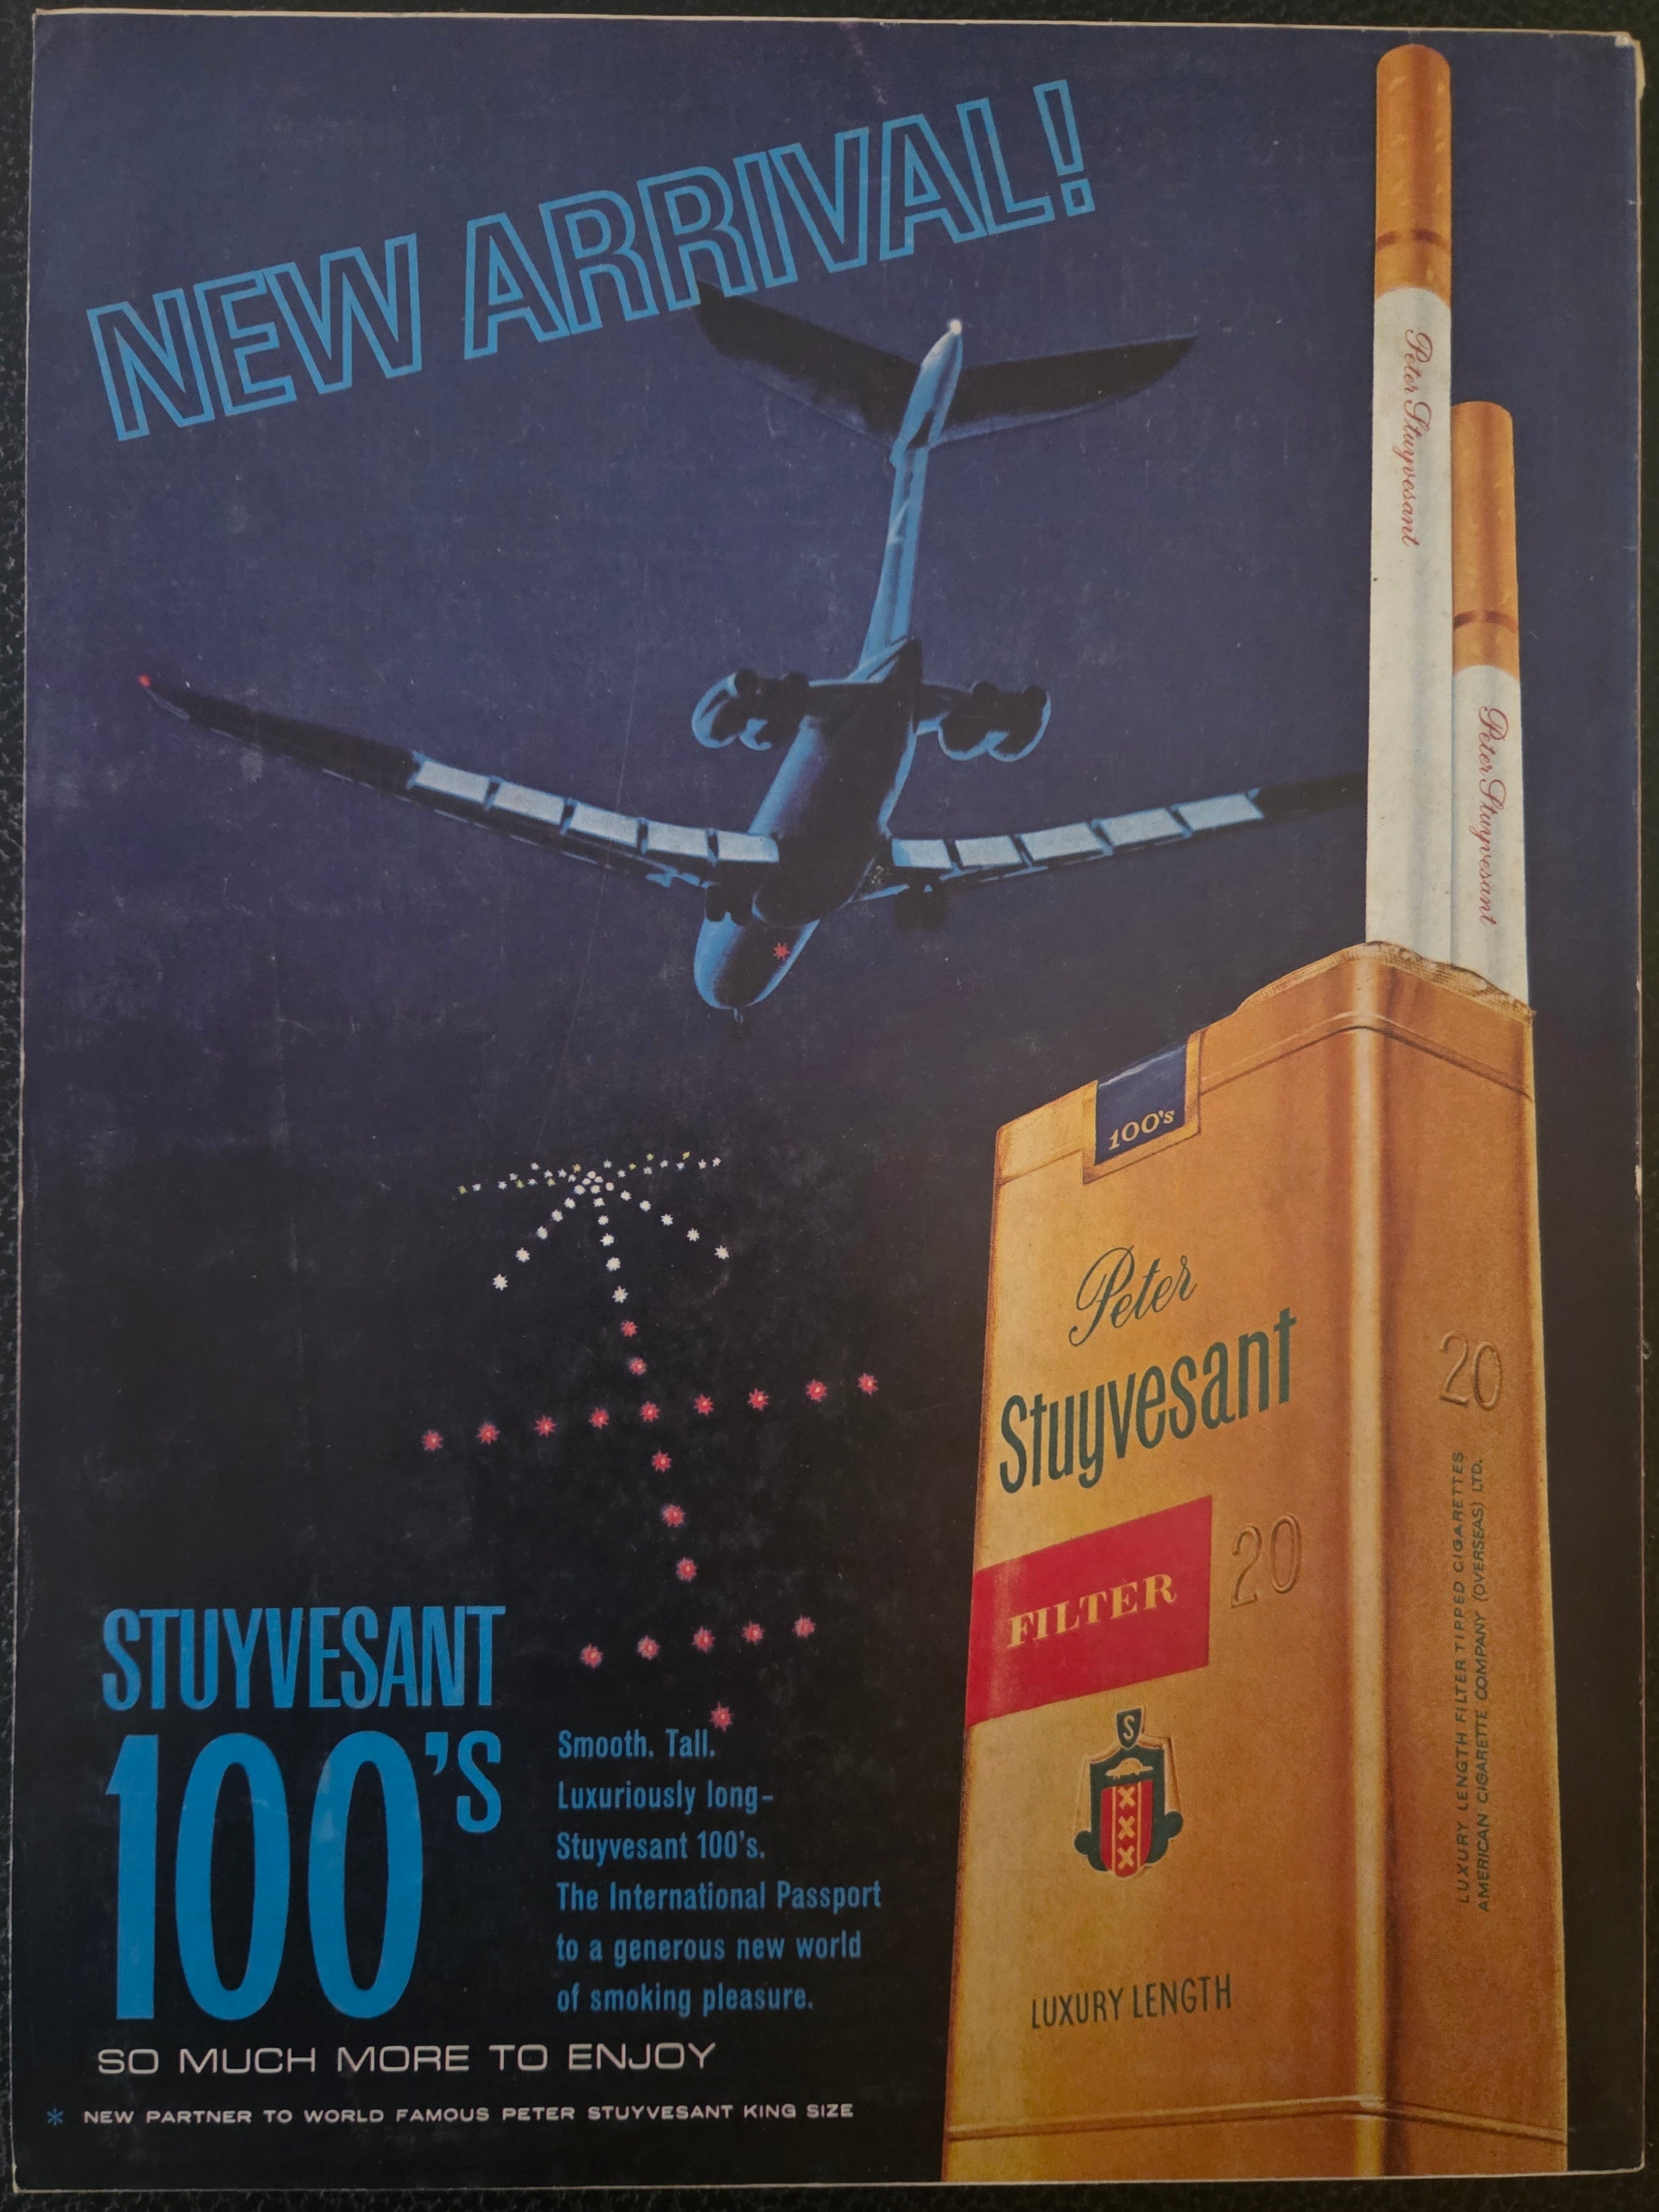 NEW ARRIVAL!
Peter Stuyvesant
Peter Stuyvesant
100's
Peter
Stuyvesant
FILTER
20
S
XXX
LUXURY LENGTH
20
LUXURY LENGTH FILTER TIPPED CIGARETTES
AMERICAN CIGARETTE COMPANY (OVERSEAS) LTD.
STUYVESANT
100'S
Smooth. Tall.
Luxuriously long–
Stuyvesant 100's.
The International Passport
to a generous new world
of smoking pleasure.
SO MUCH MORE TO ENJOY
* NEW PARTNER TO WORLD FAMOUS PETER STUYVESANT KING SIZE